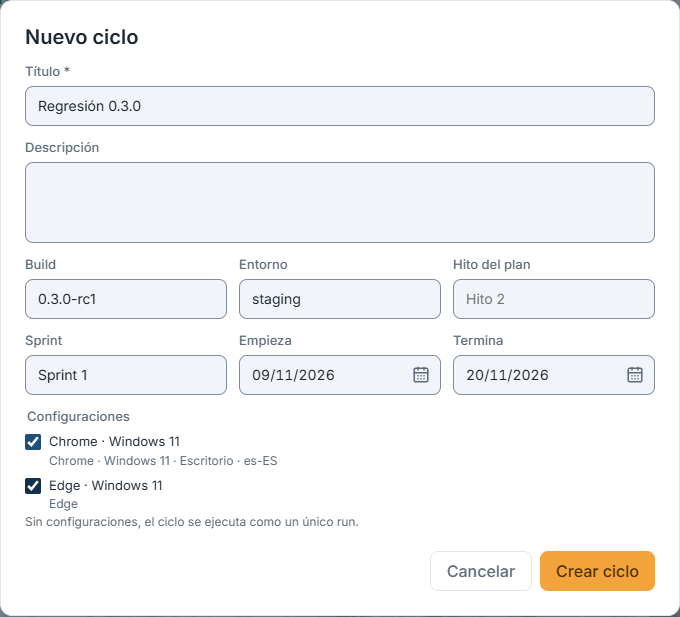 Nuevo ciclo
Título *
Regresión 0.3.0
Descripción
Build
Entorno
Hito del plan
0.3.0-rc1
staging
Hito 2
Sprint
Empieza
Termina
Sprint 1
09/11/2026
20/11/2026
Configuraciones
Chrome · Windows 11
Chrome · Windows 11 · Escritorio · es-ES
Edge · Windows 11
Edge
Sin configuraciones, el ciclo se ejecuta como un único run.
Cancelar
Crear ciclo